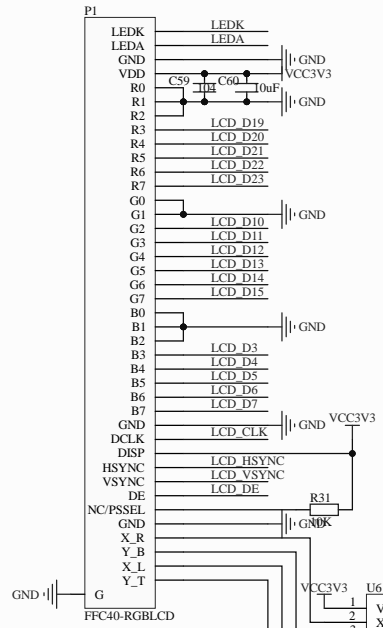 P1
LEDK LEDK
LEDA LEDA
GND GND
VDD VCC3V3
R0 C59 104 C60 10uF
R1 GND
R2
R3 LCD_D19
R4 LCD_D20
R5 LCD_D21
R6 LCD_D22
R7 LCD_D23
G0
G1 GND
G2 LCD_D10
G3 LCD_D11
G4 LCD_D12
G5 LCD_D13
G6 LCD_D14
G7 LCD_D15
B0
B1 GND
B2
B3 LCD_D3
B4 LCD_D4
B5 LCD_D5
B6 LCD_D6
B7 LCD_D7
GND GND VCC3V3
DCLK LCD_CLK
DISP
HSYNC LCD_HSYNC
VSYNC LCD_VSYNC
DE LCD_DE
NC/PSSEL R31
GND GND 10K
X_R
Y_B
X_L
Y_T VCC3V3 U6
GND G 1 V
FFC40-RGBLCD 2 X
3